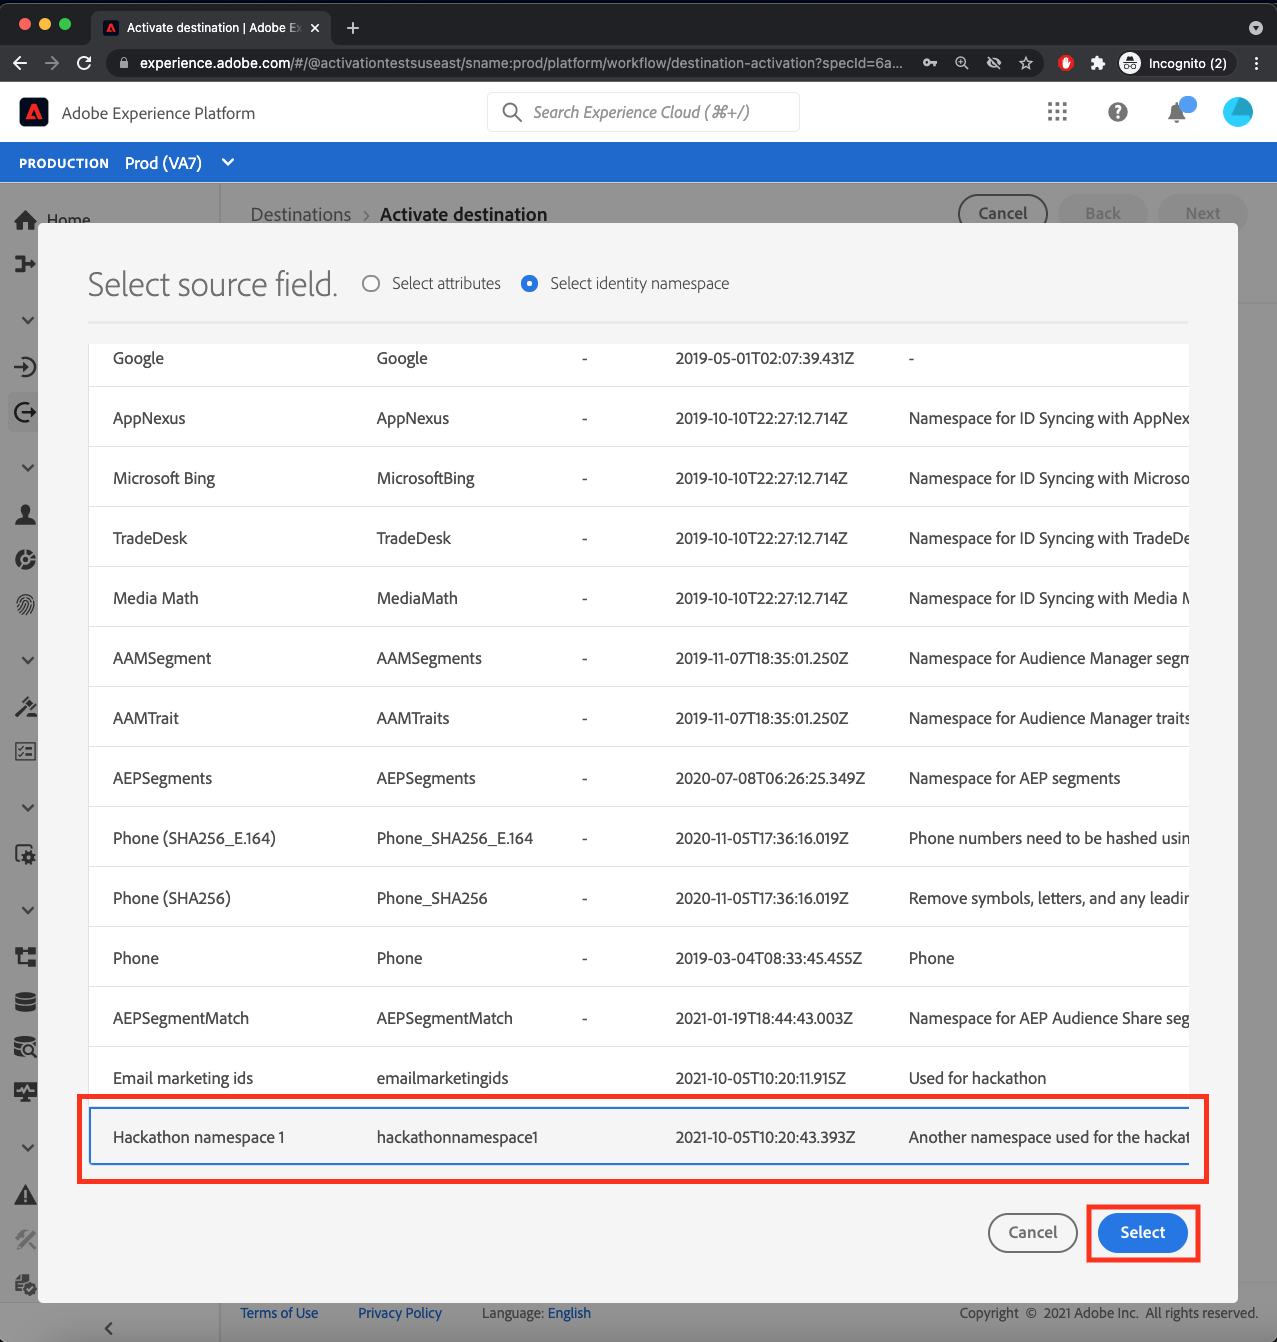 Activate destination | Adobe Ex
experience.adobe.com/#/@activationtestsuseast/sname:prod/platform/workflow/destination-activation?specId=6a... Incognito (2)
Adobe Experience Platform Search Experience Cloud (⌘+/)
PRODUCTION Prod (VA7)
Home Destinations > Activate destination Cancel Back Next
Select source field. Select attributes Select identity namespace
Google Google - 2019-05-01T02:07:39.431Z -
AppNexus AppNexus - 2019-10-10T22:27:12.714Z Namespace for ID Syncing with AppNex
Microsoft Bing MicrosoftBing - 2019-10-10T22:27:12.714Z Namespace for ID Syncing with Microso
TradeDesk TradeDesk - 2019-10-10T22:27:12.714Z Namespace for ID Syncing with TradeDe
Media Math MediaMath - 2019-10-10T22:27:12.714Z Namespace for ID Syncing with Media M
AAMSegment AAMSegments - 2019-11-07T18:35:01.250Z Namespace for Audience Manager segm
AAMTrait AAMTraits - 2019-11-07T18:35:01.250Z Namespace for Audience Manager traits
AEPSegments AEPSegments - 2020-07-08T06:26:25.349Z Namespace for AEP segments
Phone (SHA256_E.164) Phone_SHA256_E.164 - 2020-11-05T17:36:16.019Z Phone numbers need to be hashed usin
Phone (SHA256) Phone_SHA256 - 2020-11-05T17:36:16.019Z Remove symbols, letters, and any leadin
Phone Phone - 2019-03-04T08:33:45.455Z Phone
AEPSegmentMatch AEPSegmentMatch - 2021-01-19T18:44:43.003Z Namespace for AEP Audience Share seg
Email marketing ids emailmarketingids 2021-10-05T10:20:11.915Z Used for hackathon
Hackathon namespace 1 hackathonnamespace1 2021-10-05T10:20:43.393Z Another namespace used for the hackat
Cancel Select
Terms of Use Privacy Policy Language: English Copyright © 2021 Adobe Inc. All rights reserved.